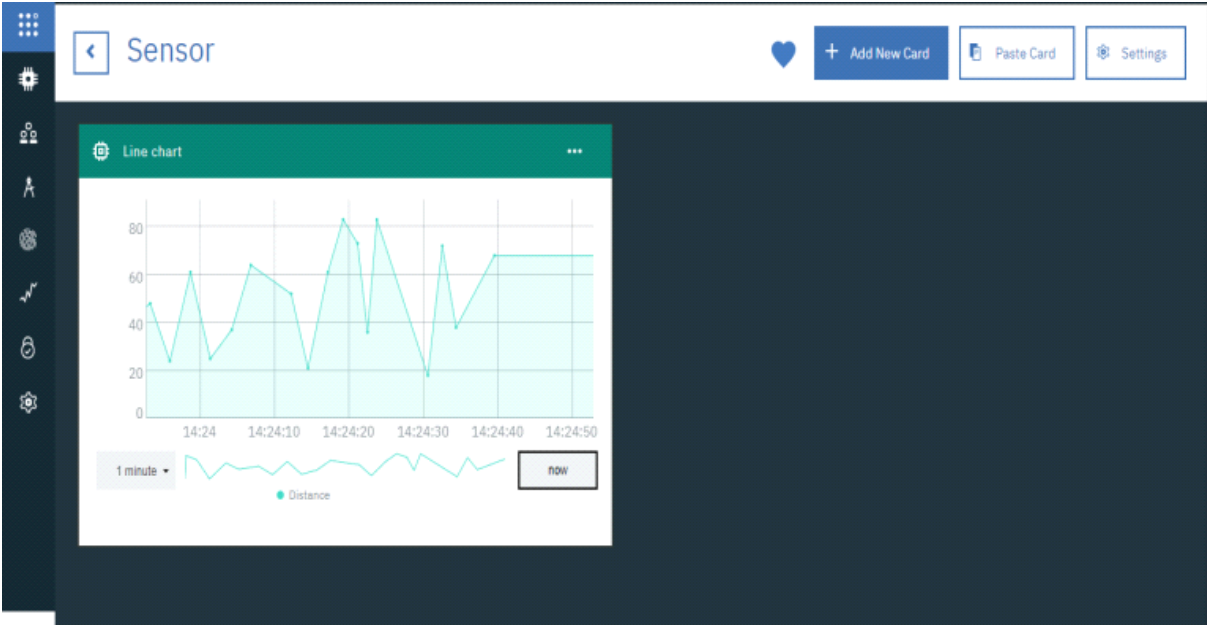 Sensor
+ Add New Card
Paste Card
Settings
Line chart
80
60
40
20
0
14:24 14:24:10 14:24:20 14:24:30 14:24:40 14:24:50
1 minute
now
Distance